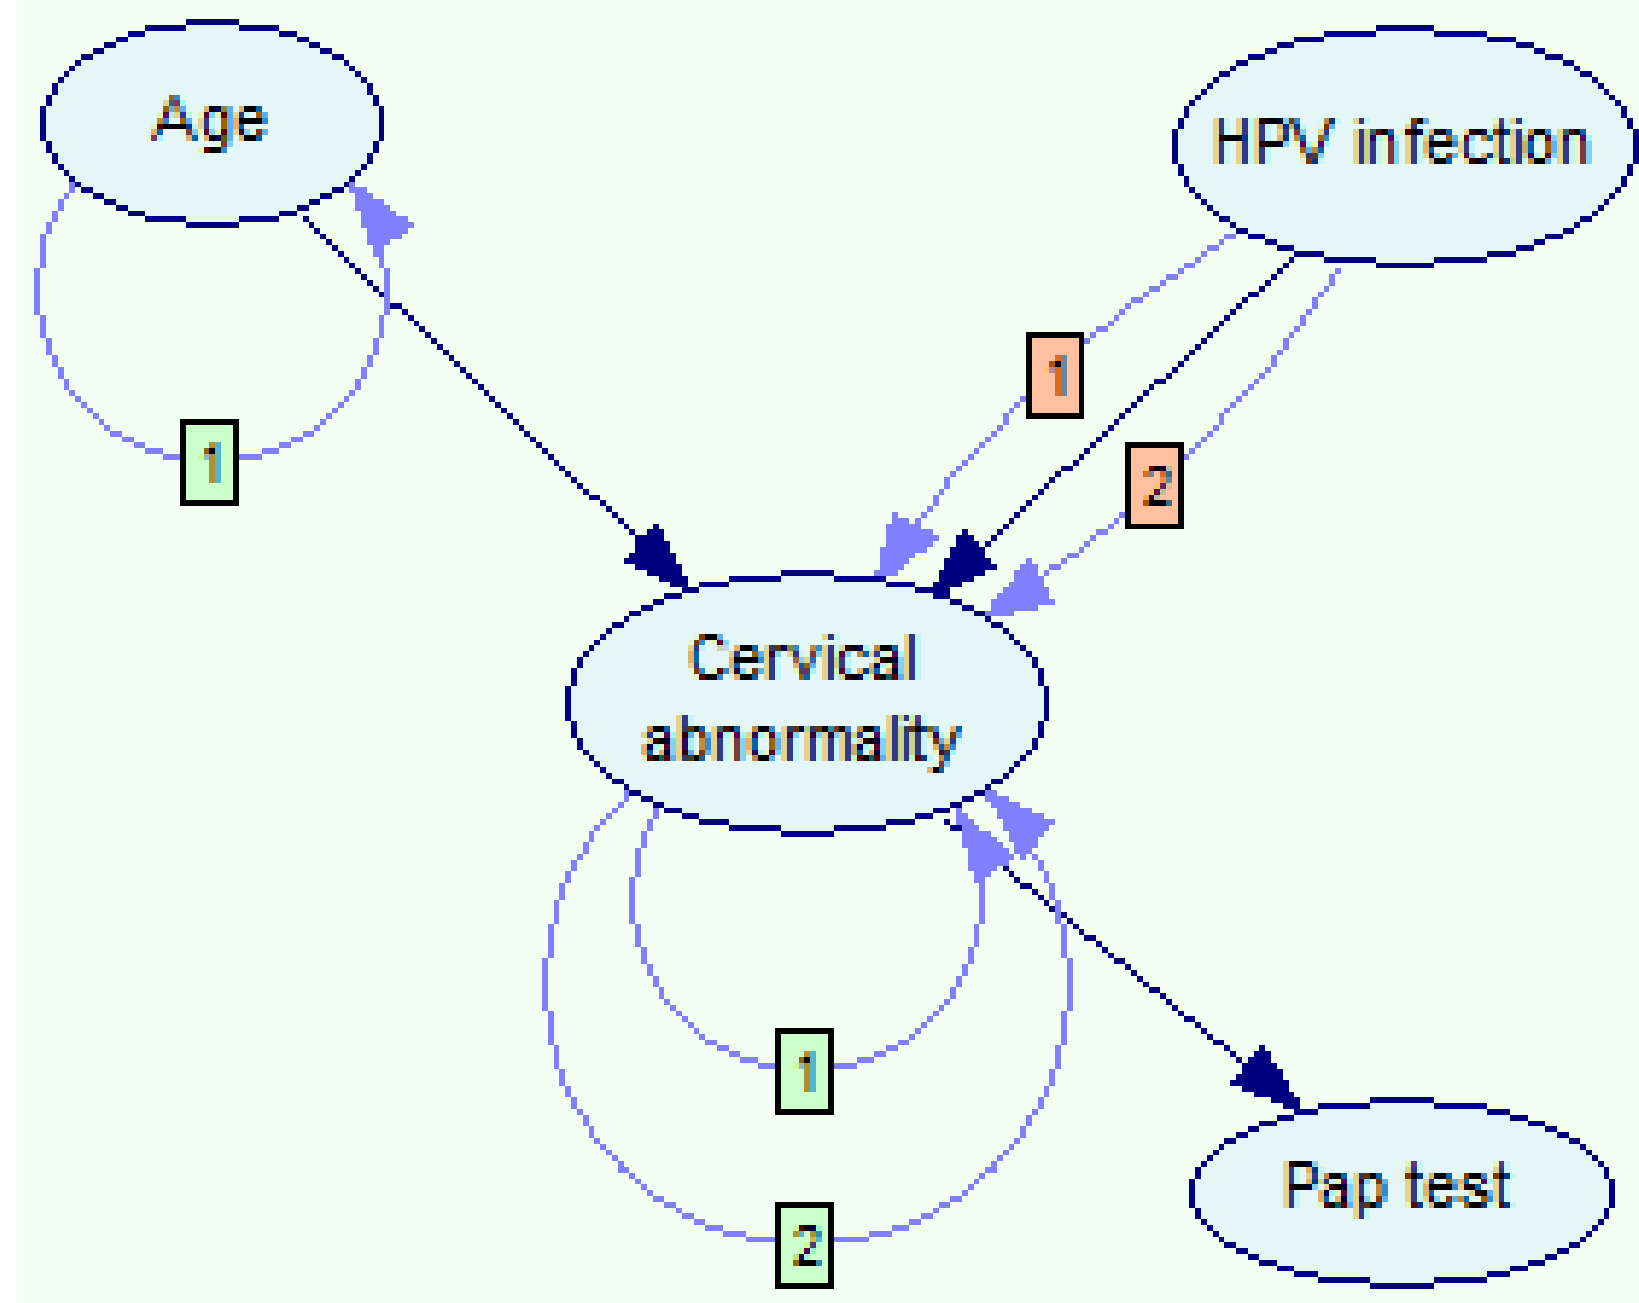 Age
HPV infection
1
1
2
Cervical
abnormality
1
2
Pap test